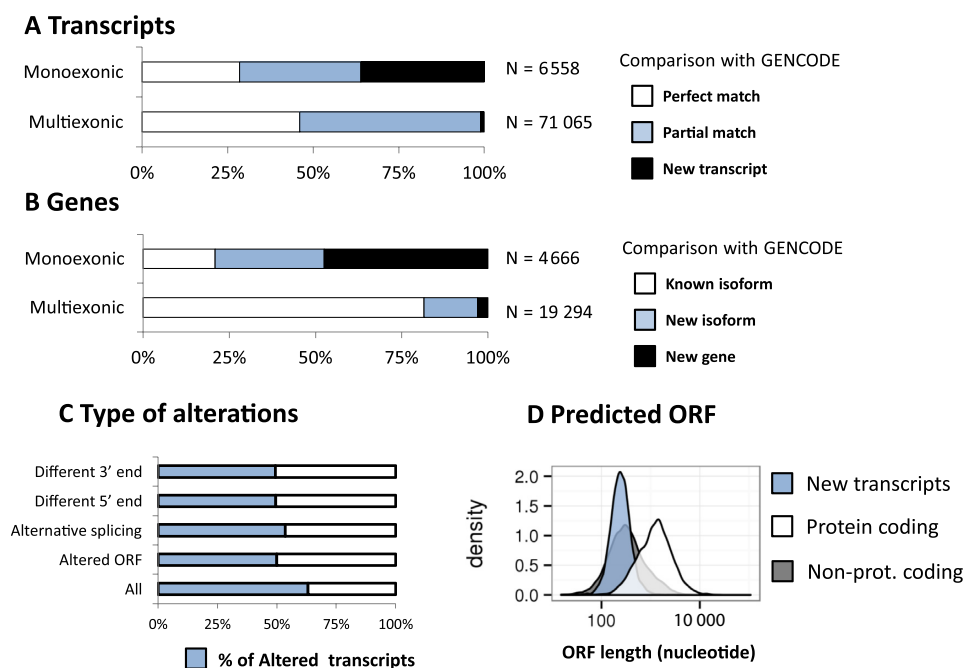 A Transcripts
Monoexonic
N = 6558
Multiexonic
N = 71 065
0% 25% 50% 75% 100%
Comparison with GENCODE
Perfect match
Partial match
New transcript
B Genes
Monoexonic
N = 4666
Multiexonic
N = 19 294
0% 25% 50% 75% 100%
Comparison with GENCODE
Known isoform
New isoform
New gene
C Type of alterations
Different 3’ end
Different 5’ end
Alternative splicing
Altered ORF
All
0% 25% 50% 75% 100%
% of Altered transcripts
D Predicted ORF
density
2.0
1.5
1.0
0.5
0.0
100 10 000
ORF length (nucleotide)
New transcripts
Protein coding
Non-prot. coding